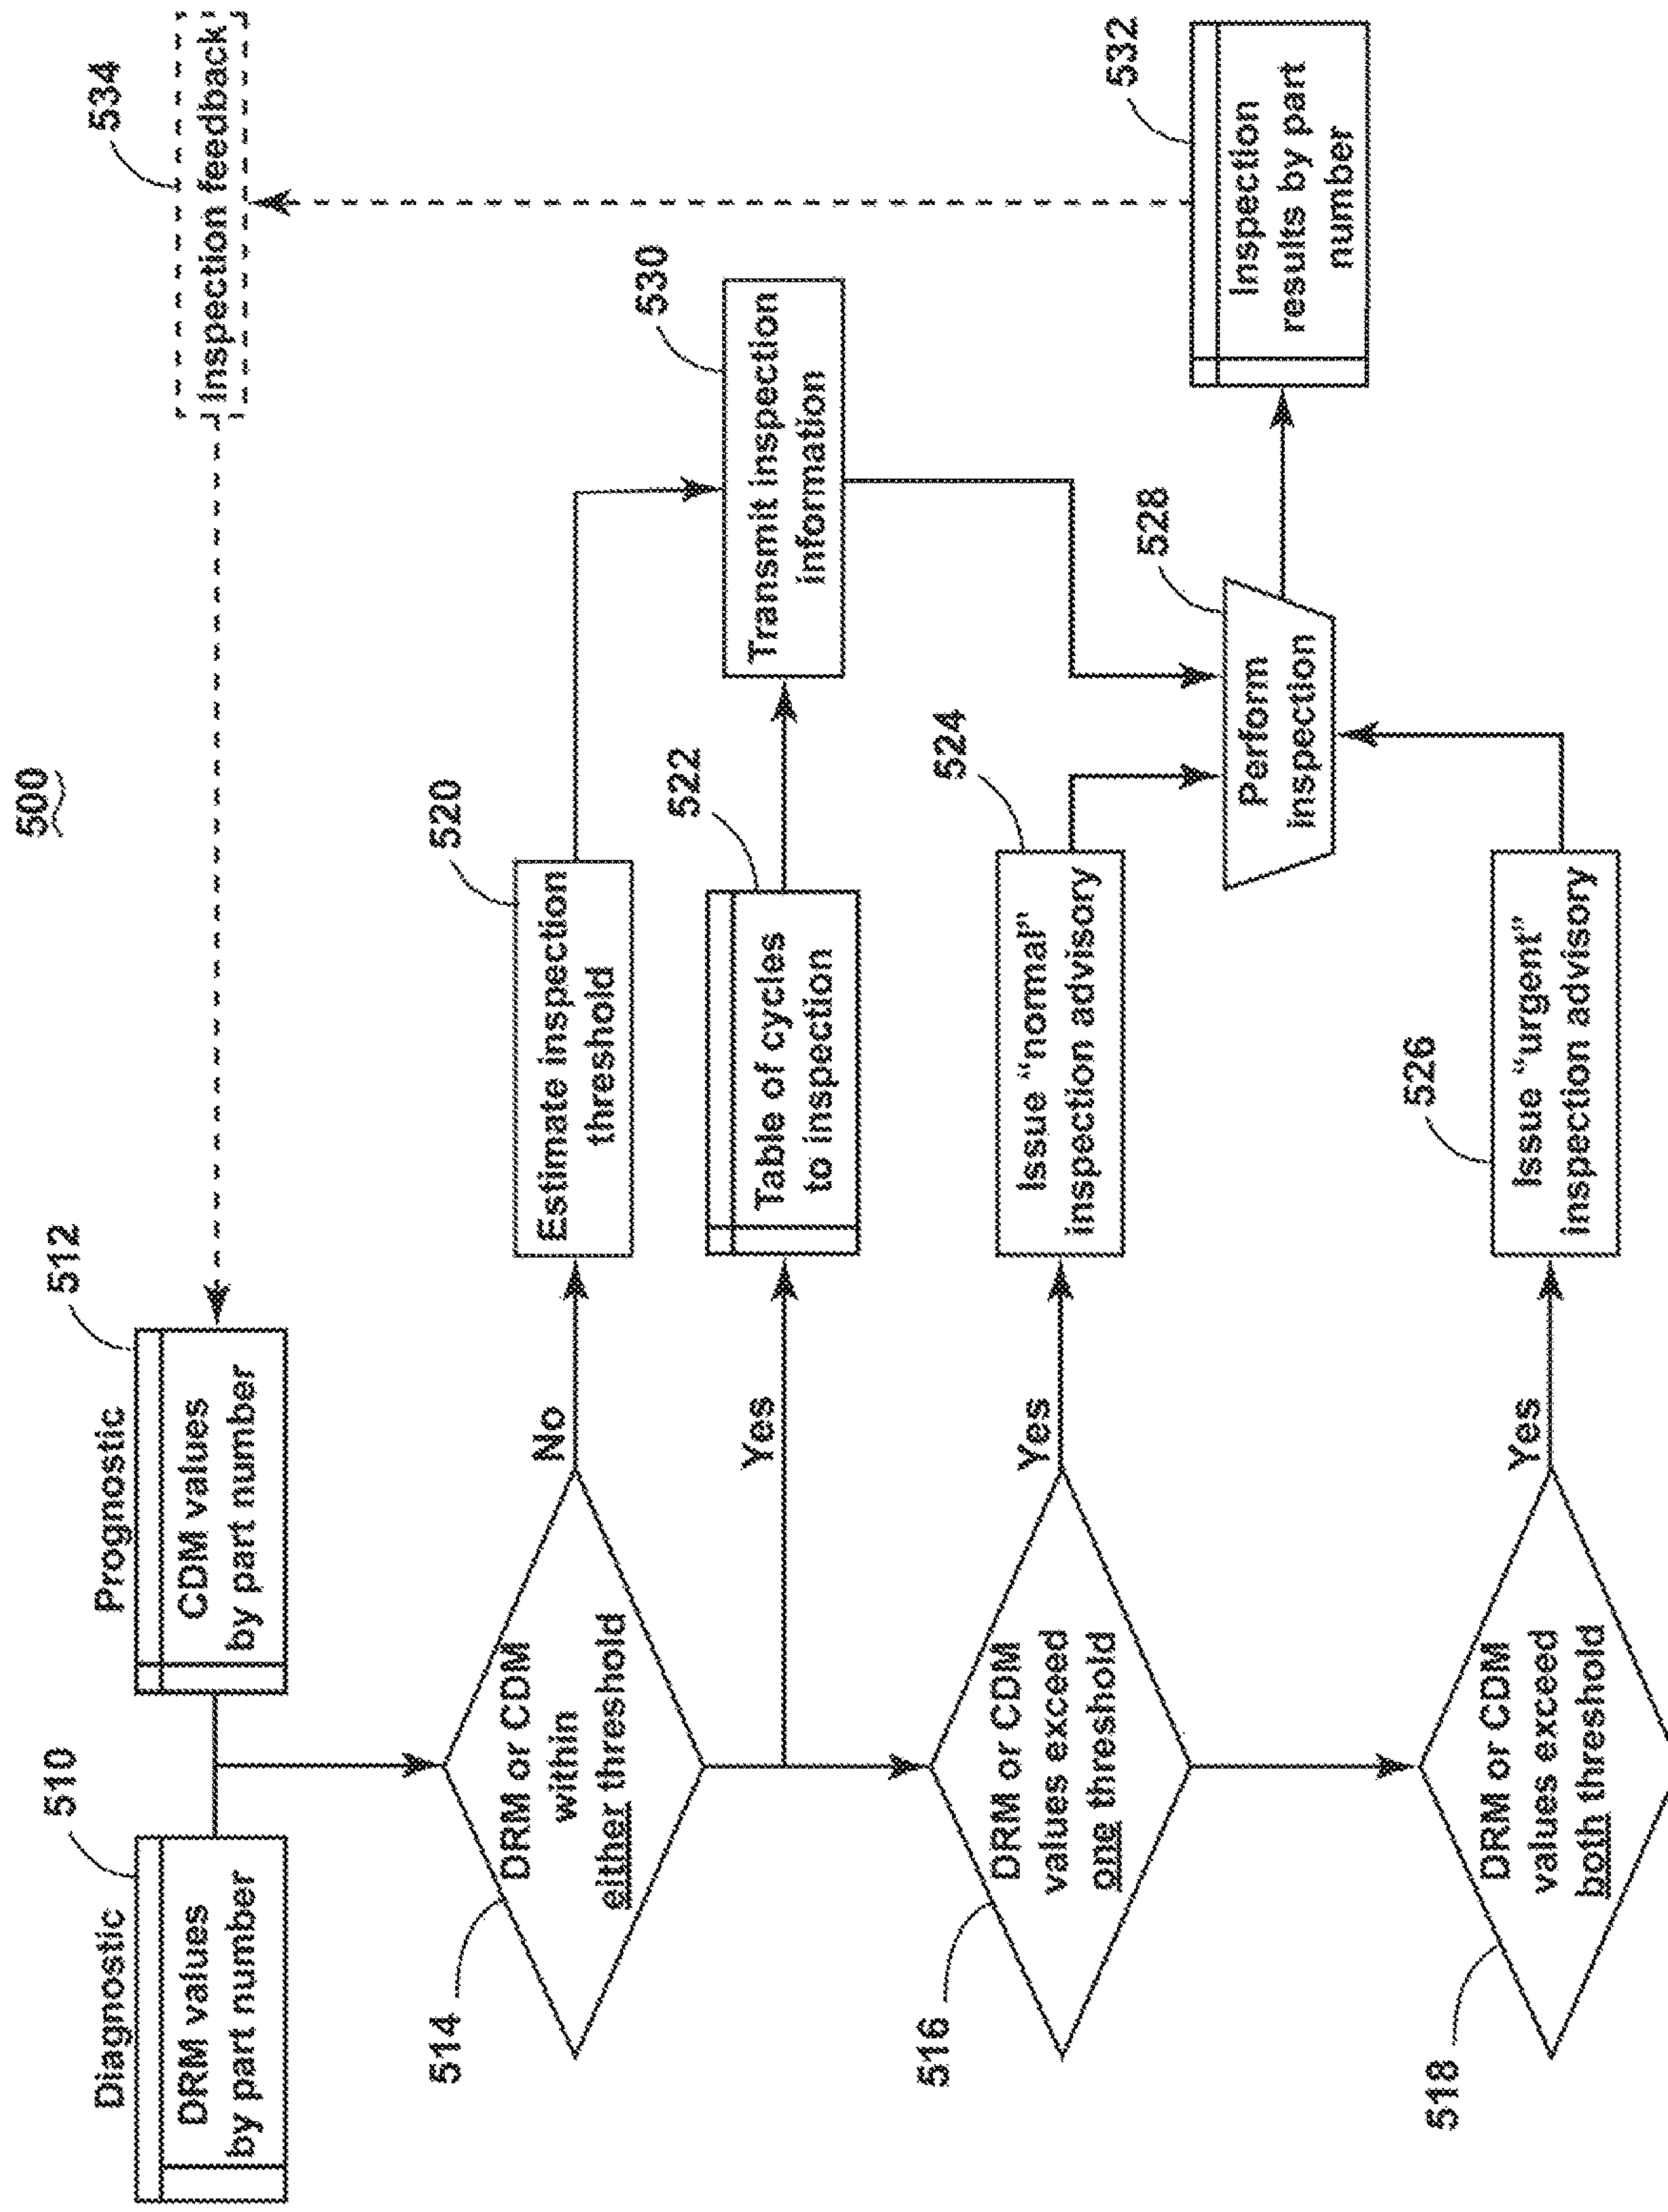 500
Diagnostic
510
DRM values
by part number
Prognostic
512
CDM values
by part number
534
Inspection feedback
514
DRM or CDM
within
either threshold
No
Yes
520
Estimate inspection
threshold
522
Table of cycles
to inspection
530
Transmit inspection
information
516
DRM or CDM
values exceed
one threshold
Yes
524
Issue "normal"
inspection advisory
528
Perform
inspection
532
Inspection
results by part
number
518
DRM or CDM
values exceed
both threshold
Yes
526
Issue "urgent"
inspection advisory